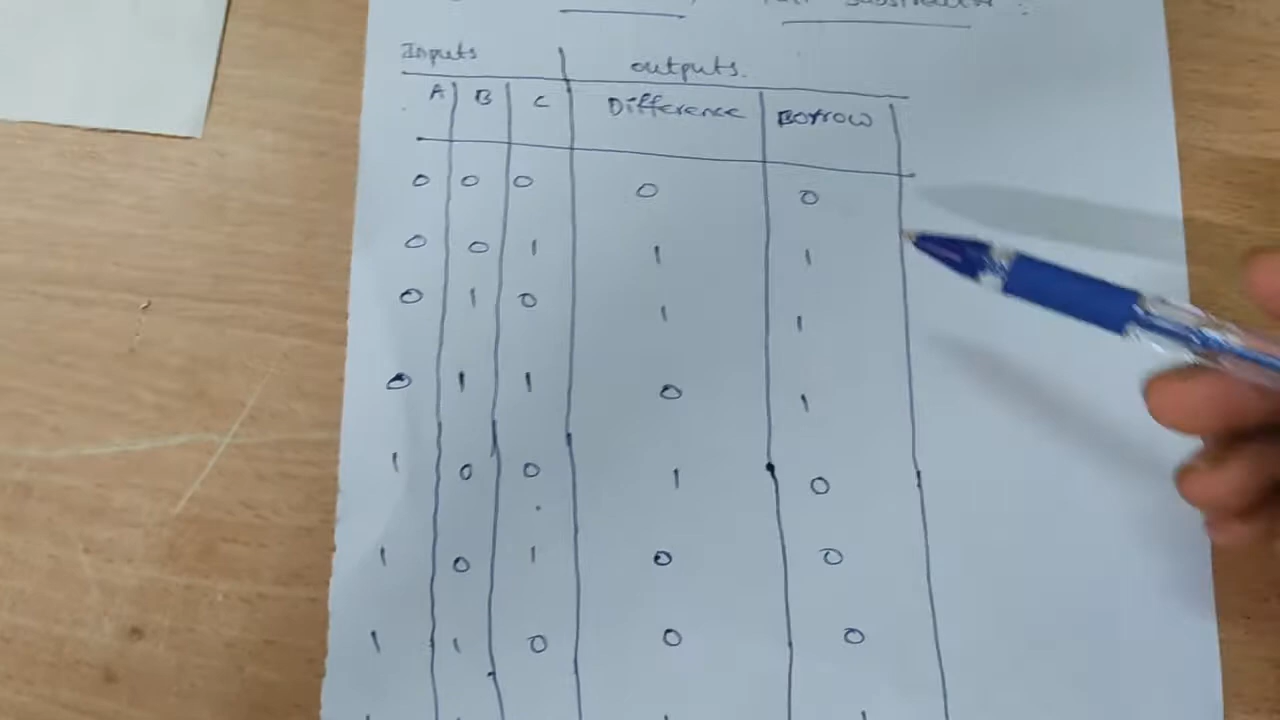 Full Subtractor :
Inputs outputs.
A B C Difference Borrow
0 0 0 0 0
0 0 1 1 1
0 1 0 1 1
0 1 1 0 1
1 0 0 1 0
1 0 1 0 0
1 1 0 0 0